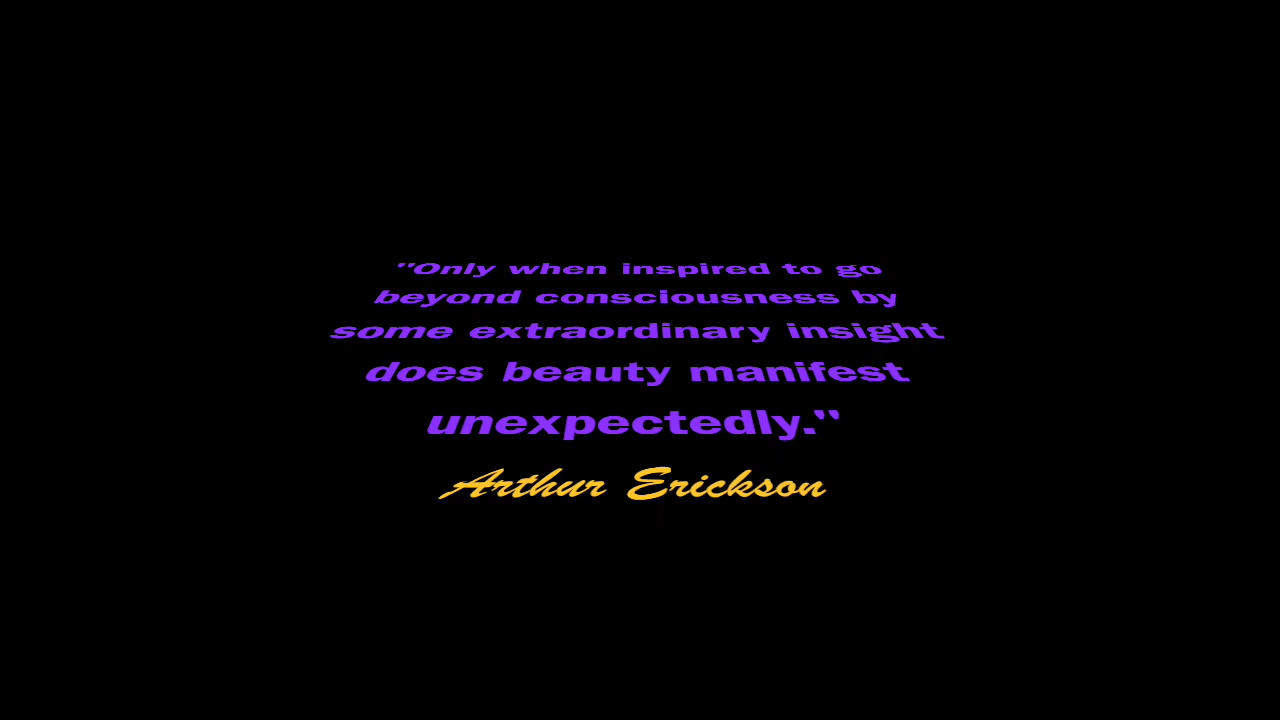 "Only when inspired to go
beyond consciousness by
some extraordinary insight
does beauty manifest
unexpectedly."
Arthur Erickson